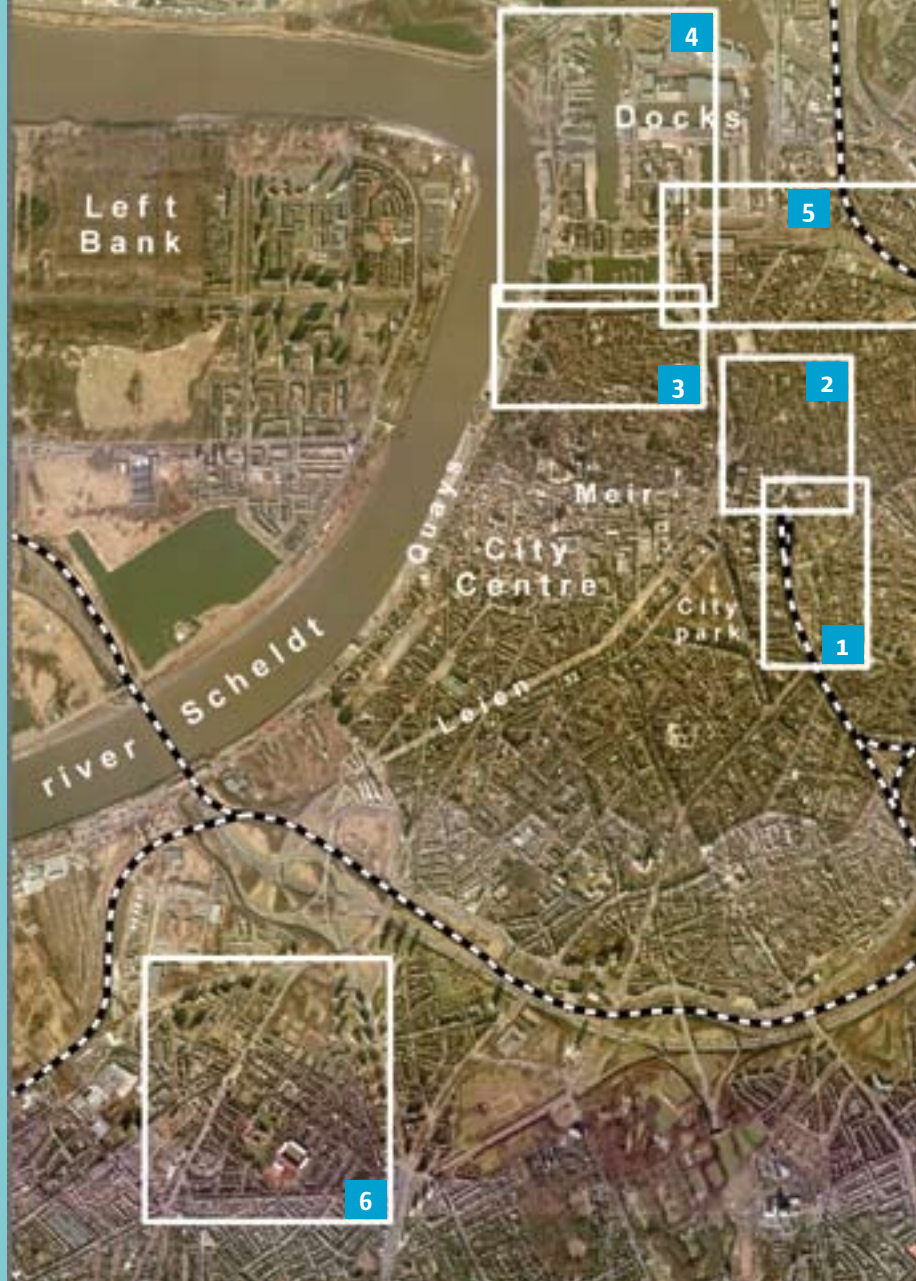 4
Docks
Left
Bank
5
2
3
Meir
Quays
City
Centre
City
park
1
river Scheldt
Leien
6